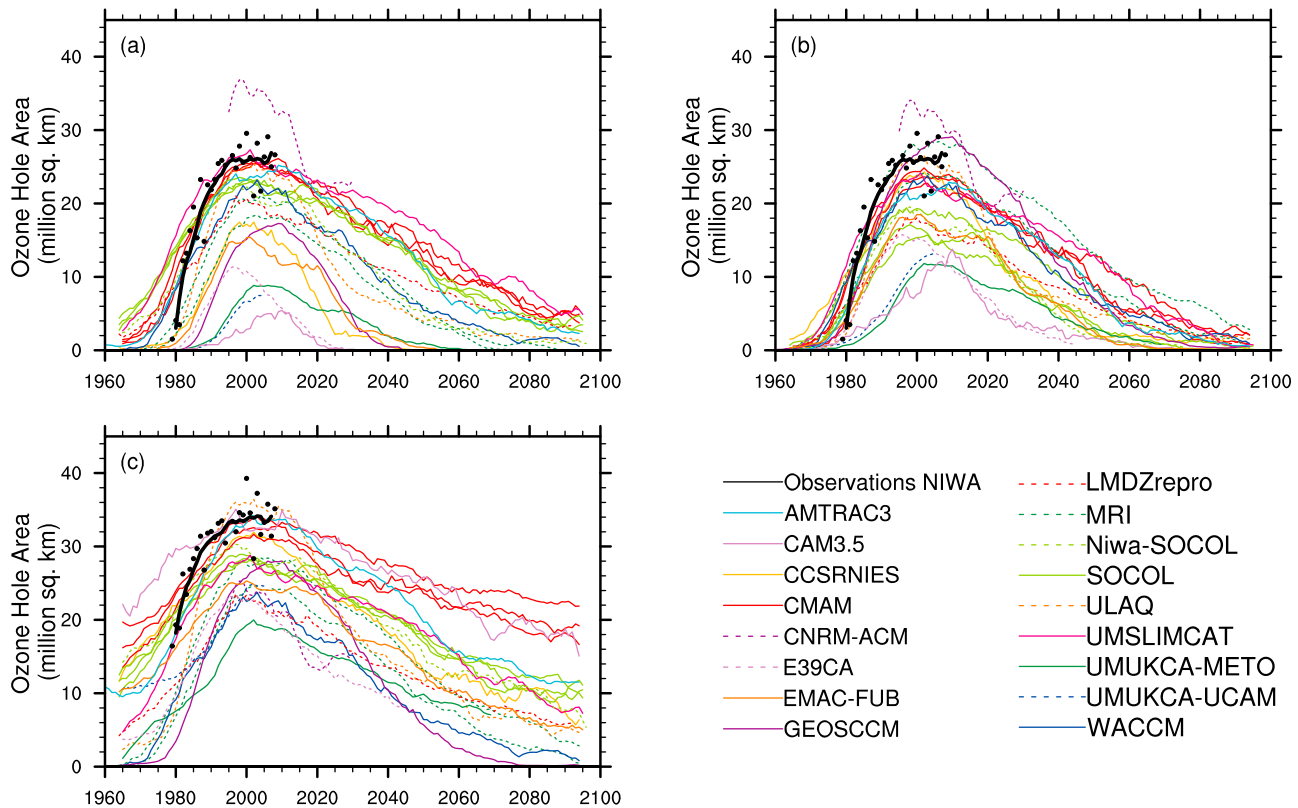 (a)
Ozone Hole Area
(million sq. km)
40
30
20
10
0
1960 1980 2000 2020 2040 2060 2080 2100
(b)
Ozone Hole Area
(million sq. km)
40
30
20
10
0
1960 1980 2000 2020 2040 2060 2080 2100
(c)
Ozone Hole Area
(million sq. km)
40
30
20
10
0
1960 1980 2000 2020 2040 2060 2080 2100
Observations NIWA
AMTRAC3
CAM3.5
CCSRNIES
CMAM
CNRM-ACM
E39CA
EMAC-FUB
GEOSCCM
LMDZrepro
MRI
Niwa-SOCOL
SOCOL
ULAQ
UMSLIMCAT
UMUKCA-METO
UMUKCA-UCAM
WACCM